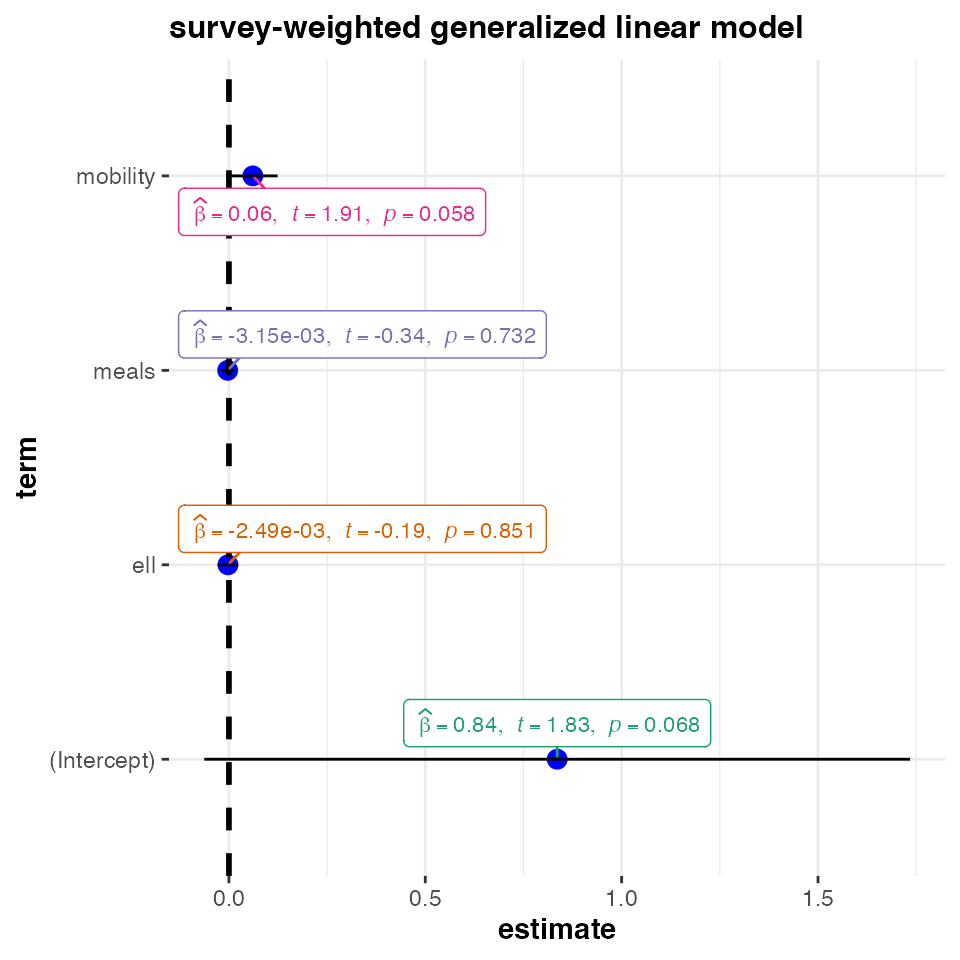 survey-weighted generalized linear model
mobility
β̂ = 0.06, t = 1.91, p = 0.058
β̂ = -3.15e-03, t = -0.34, p = 0.732
meals
term
β̂ = -2.49e-03, t = -0.19, p = 0.851
ell
β̂ = 0.84, t = 1.83, p = 0.068
(Intercept)
0.0 0.5 1.0 1.5
estimate